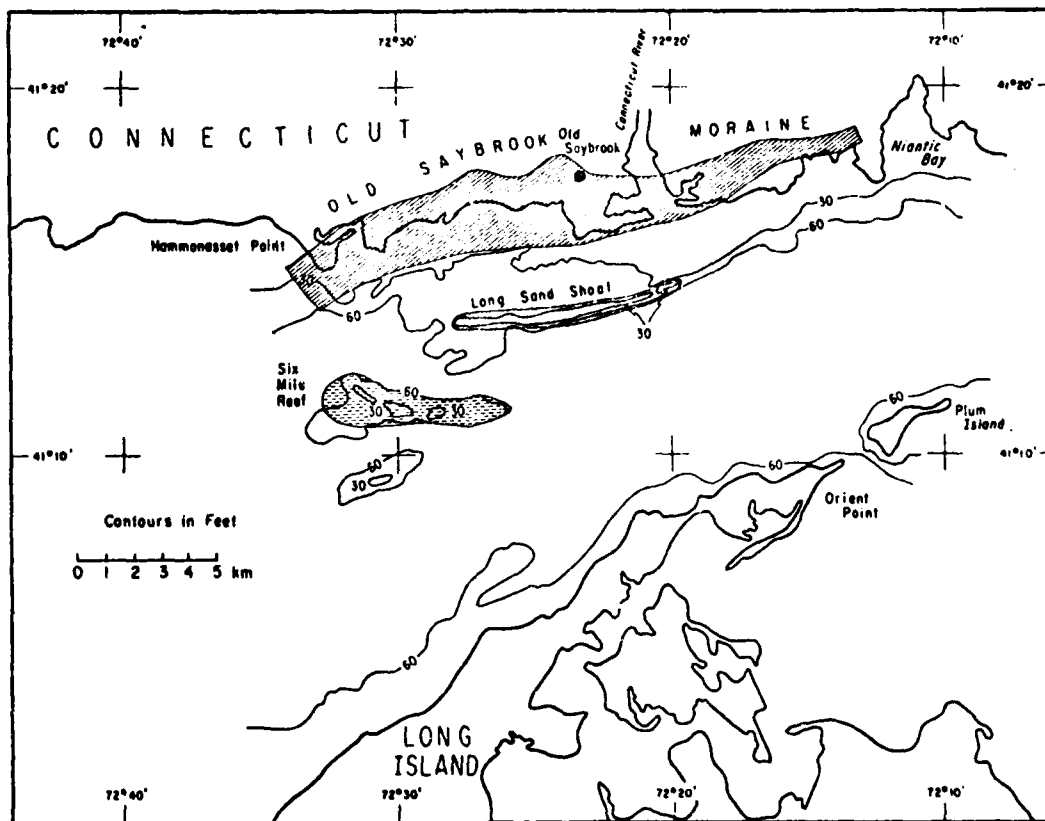 72°40' 72°30' 72°20' 72°10'
41°20' 41°20'
CONNECTICUT
OLD SAYBROOK MORAINE
Connecticut River
Old
Saybrook
Niantic
Bay
Hammonasset Point
30
60
30
60
Long Sand Shoal
30
60
Six
Mile
Reef
60
30 30
60
Plum
Island
41°10' 41°10'
60
30
60
Orient
Point
Contours in Feet
0 1 2 3 4 5 km
60
LONG
ISLAND
72°40' 72°30' 72°20' 72°10'